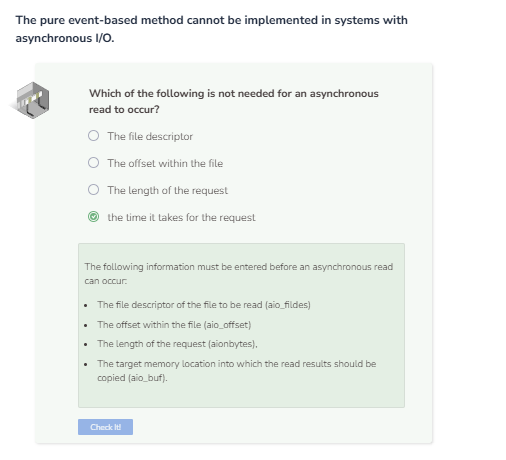 The pure event-based method cannot be implemented in systems with
asynchronous I/O.
Which of the following is not needed for an asynchronous
read to occur?
The file descriptor
The offset within the file
The length of the request
the time it takes for the request
The following information must be entered before an asynchronous read
can occur:
• The file descriptor of the file to be read (aio_fildes)
• The offset within the file (aio_offset)
• The length of the request (aionbytes),
• The target memory location into which the read results should be
copied (aio_buf).
Check It!